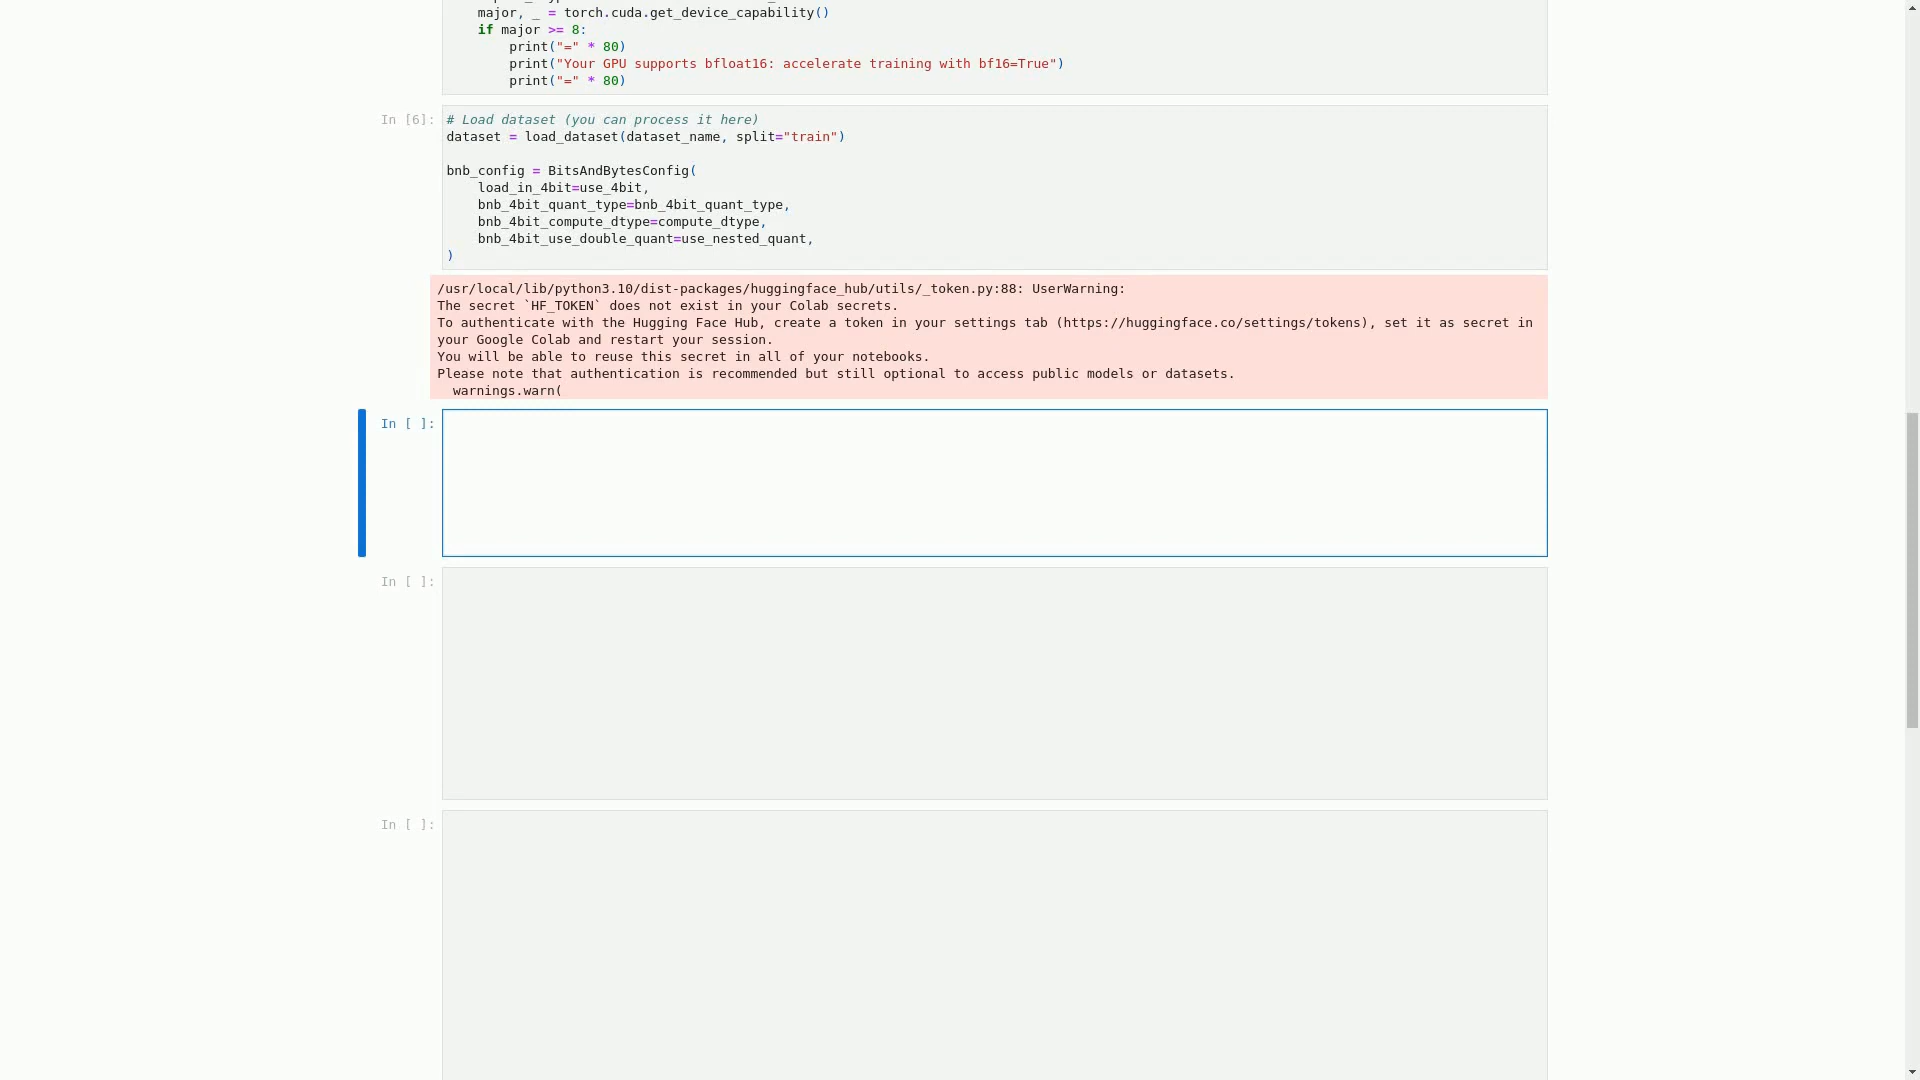 major, _ = torch.cuda.get_device_capability()
if major >= 8:
print("=" * 80)
print("Your GPU supports bfloat16: accelerate training with bf16=True")
print("=" * 80)
In [6]:
# Load dataset (you can process it here)
dataset = load_dataset(dataset_name, split="train")
bnb_config = BitsAndBytesConfig(
load_in_4bit=use_4bit,
bnb_4bit_quant_type=bnb_4bit_quant_type,
bnb_4bit_compute_dtype=compute_dtype,
bnb_4bit_use_double_quant=use_nested_quant,
)
/usr/local/lib/python3.10/dist-packages/huggingface_hub/utils/_token.py:88: UserWarning:
The secret `HF_TOKEN` does not exist in your Colab secrets.
To authenticate with the Hugging Face Hub, create a token in your settings tab (https://huggingface.co/settings/tokens), set it as secret in
your Google Colab and restart your session.
You will be able to reuse this secret in all of your notebooks.
Please note that authentication is recommended but still optional to access public models or datasets.
warnings.warn(
In [ ]:
In [ ]:
In [ ]: